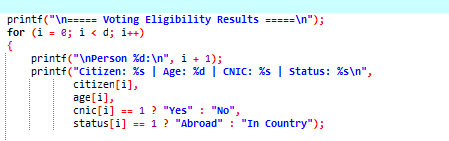 printf("\n===== Voting Eligibility Results =====\n");
for (i = 0; i < d; i++)
{
printf("\nPerson %d:\n", i + 1);
printf("Citizen: %s | Age: %d | CNIC: %s | Status: %s\n",
citizen[i],
age[i],
cnic[i] == 1 ? "Yes" : "No",
status[i] == 1 ? "Abroad" : "In Country");